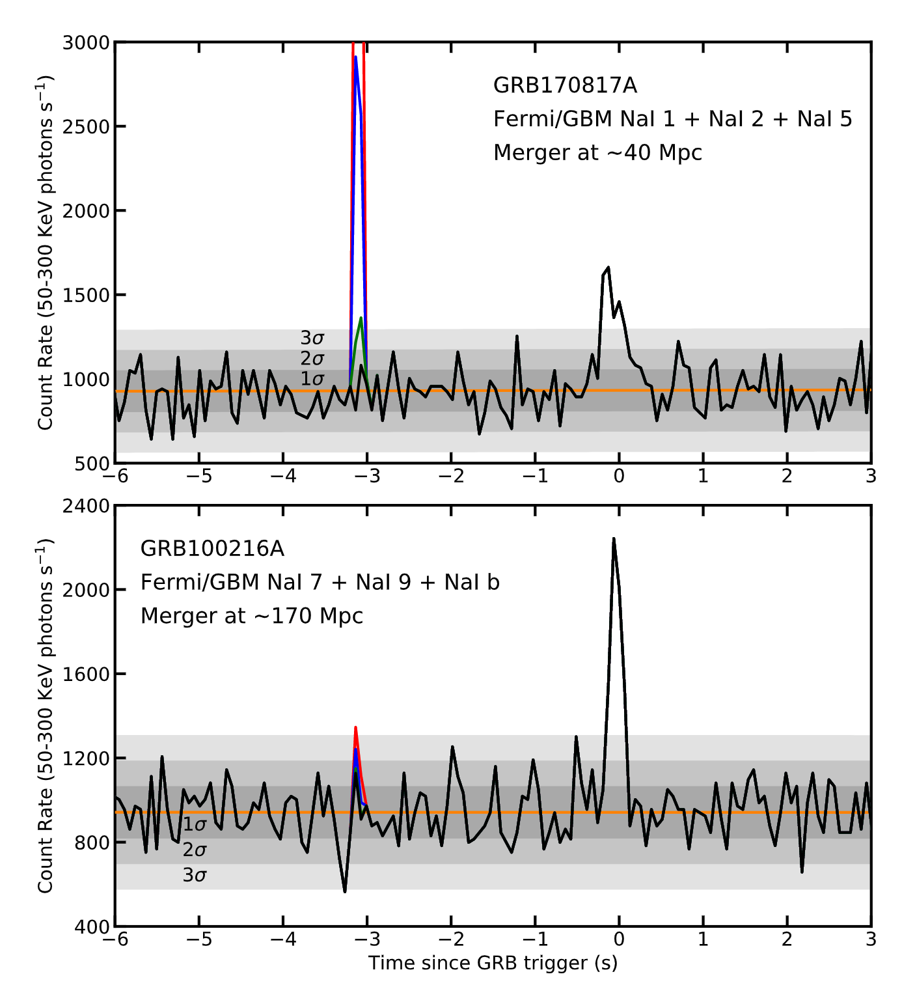 3000
2500
2000
1500
1000
500
Count Rate (50-300 KeV photons s⁻¹)
GRB170817A
Fermi/GBM NaI 1 + NaI 2 + NaI 5
Merger at ~40 Mpc
3σ
2σ
1σ
−6 −5 −4 −3 −2 −1 0 1 2 3
2400
2000
1600
1200
800
400
Count Rate (50-300 KeV photons s⁻¹)
GRB100216A
Fermi/GBM NaI 7 + NaI 9 + NaI b
Merger at ~170 Mpc
1σ
2σ
3σ
−6 −5 −4 −3 −2 −1 0 1 2 3
Time since GRB trigger (s)